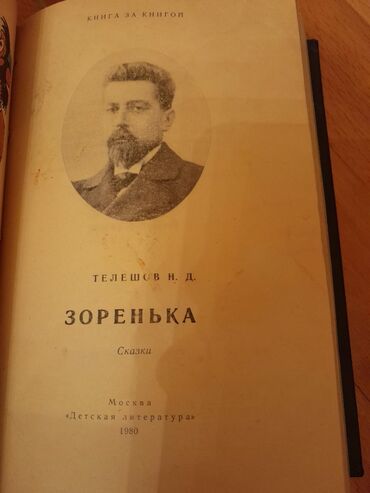 КНИГА ЗА КНИГОЙ
ТЕЛЕШОВ Н. Д.
ЗОРЕНЬКА
Сказки
Москва
«Детская литература»
1980